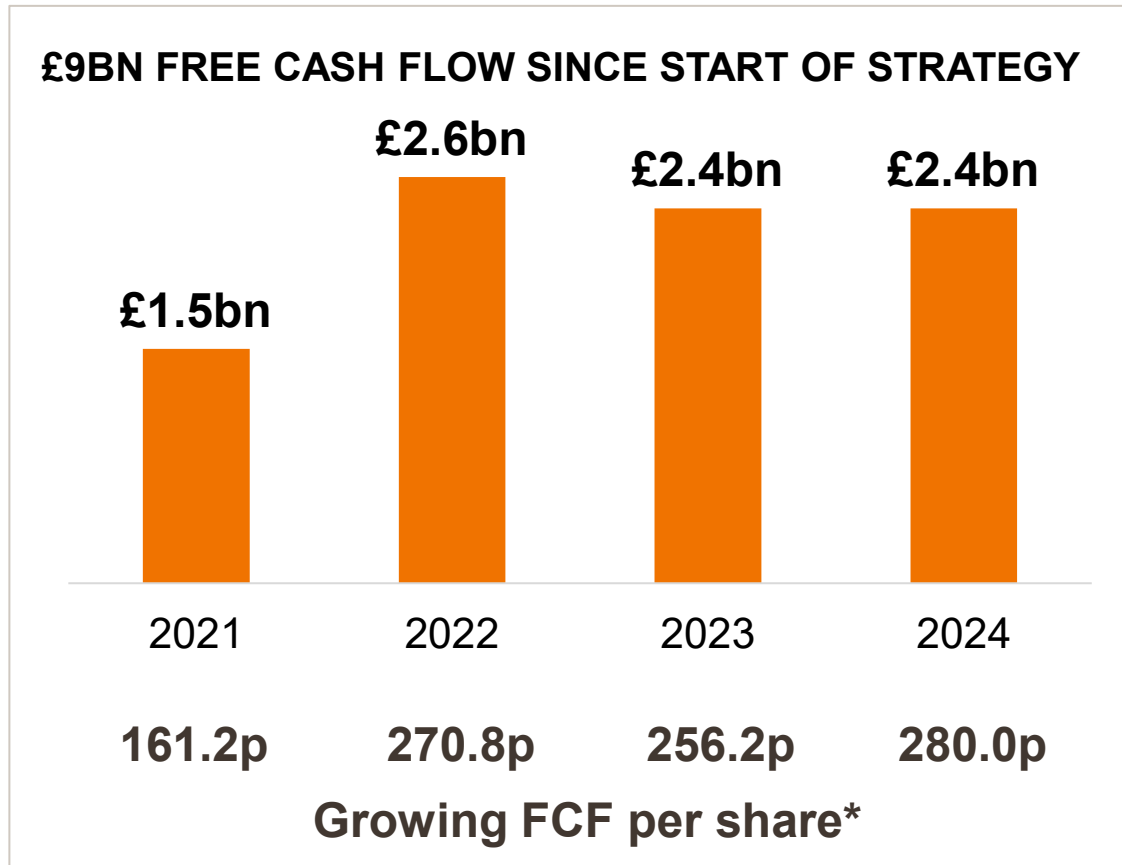 £9BN FREE CASH FLOW SINCE START OF STRATEGY
£2.6bn
£2.4bn
£2.4bn
£1.5bn
2021 2022 2023 2024
161.2p 270.8p 256.2p 280.0p
Growing FCF per share*